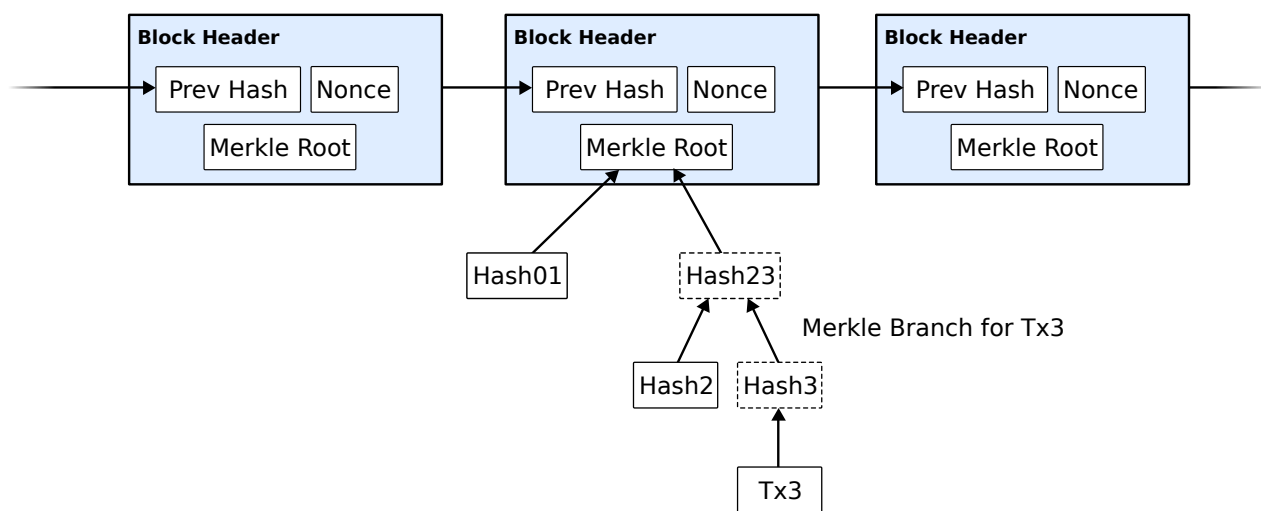 Block Header
Prev Hash Nonce
Merkle Root
Block Header
Prev Hash Nonce
Merkle Root
Block Header
Prev Hash Nonce
Merkle Root
Hash01
Hash23
Merkle Branch for Tx3
Hash2
Hash3
Tx3